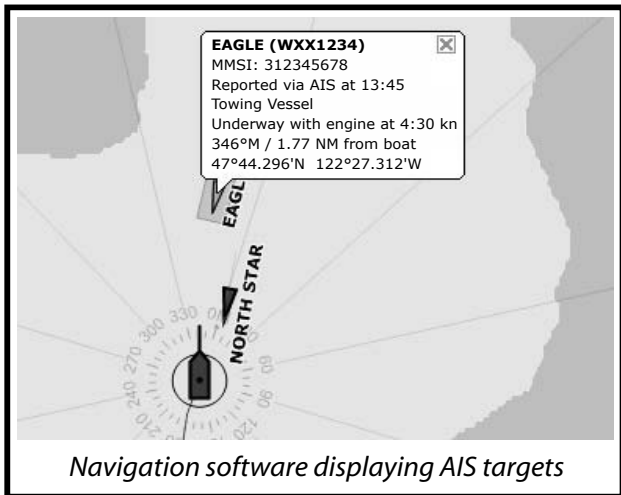 EAGLE (WXX1234)
MMSI: 312345678
Reported via AIS at 13:45
Towing Vessel
Underway with engine at 4:30 kn
346°M / 1.77 NM from boat
47°44.296'N 122°27.312'W
EAGLE
NORTH STAR
330
300
270
240
210
60
90
120
Navigation software displaying AIS targets